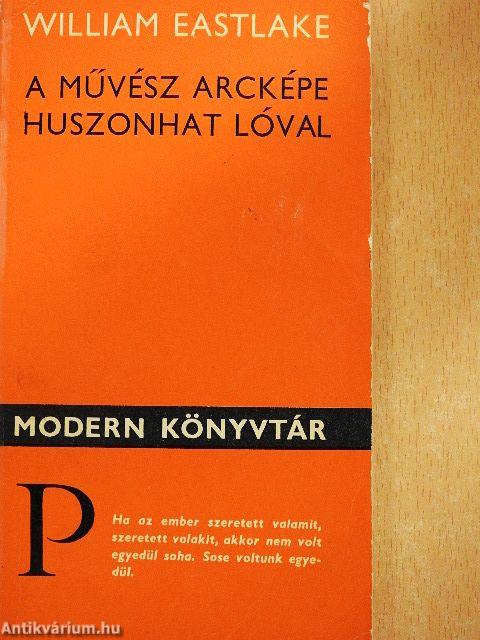 WILLIAM EASTLAKE
A MŰVÉSZ ARCKÉPE
HUSZONHAT LÓVAL
MODERN KÖNYVTÁR
P
Ha az ember szeretett valamit,
szeretett valakit, akkor nem volt
egyedül soha. Sose voltunk egye-
dül.
Antikvárium.hu